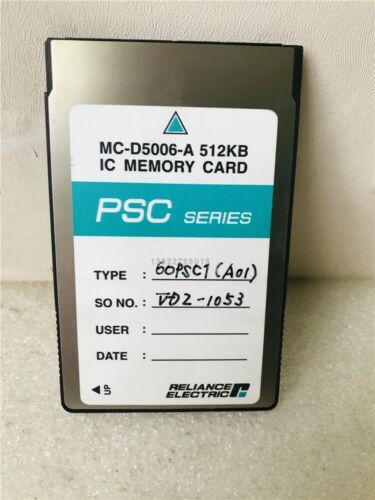 MC-D5006-A 512KB
IC MEMORY CARD
PSC SERIES
TYPE : 60PSC1(A01)
SO NO. : VD2-1053
USER :
DATE :
◀ UP
RELIANCE
ELECTRIC